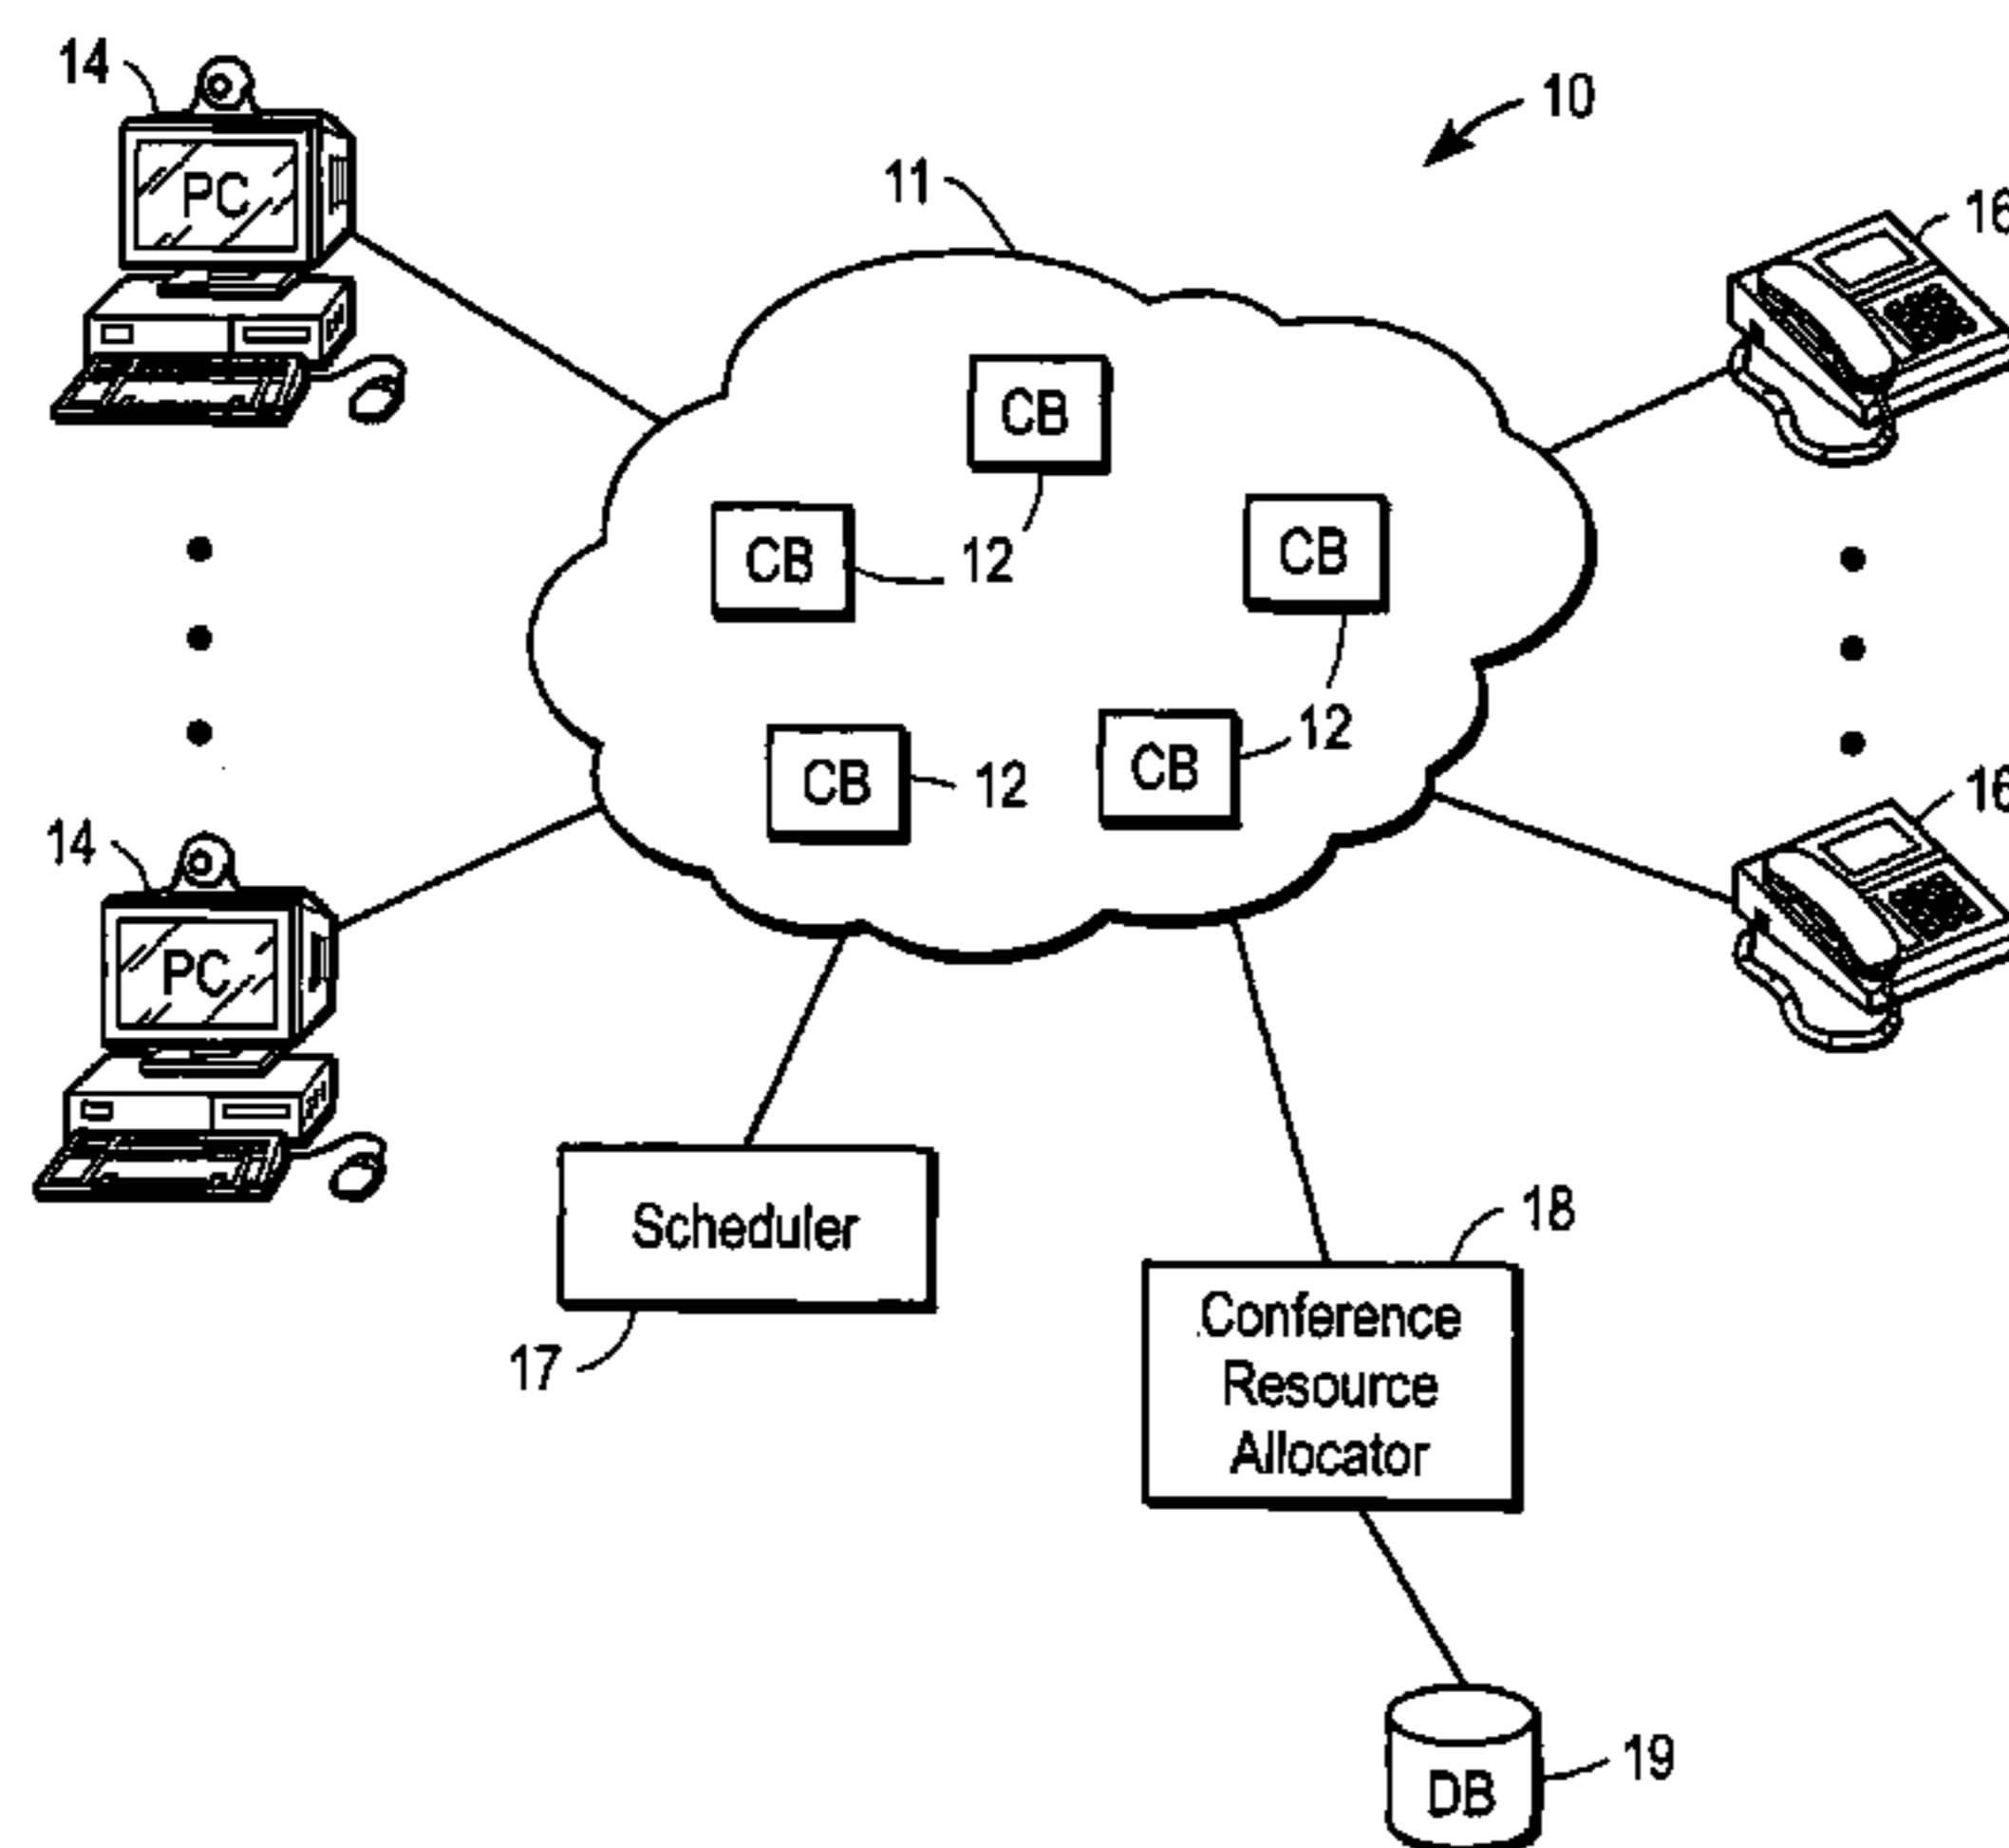 14
10
11
16
PC
CB
CB
12
CB
12
12
CB
12
CB
14
16
PC
Scheduler
17
18
Conference
Resource
Allocator
19
DB